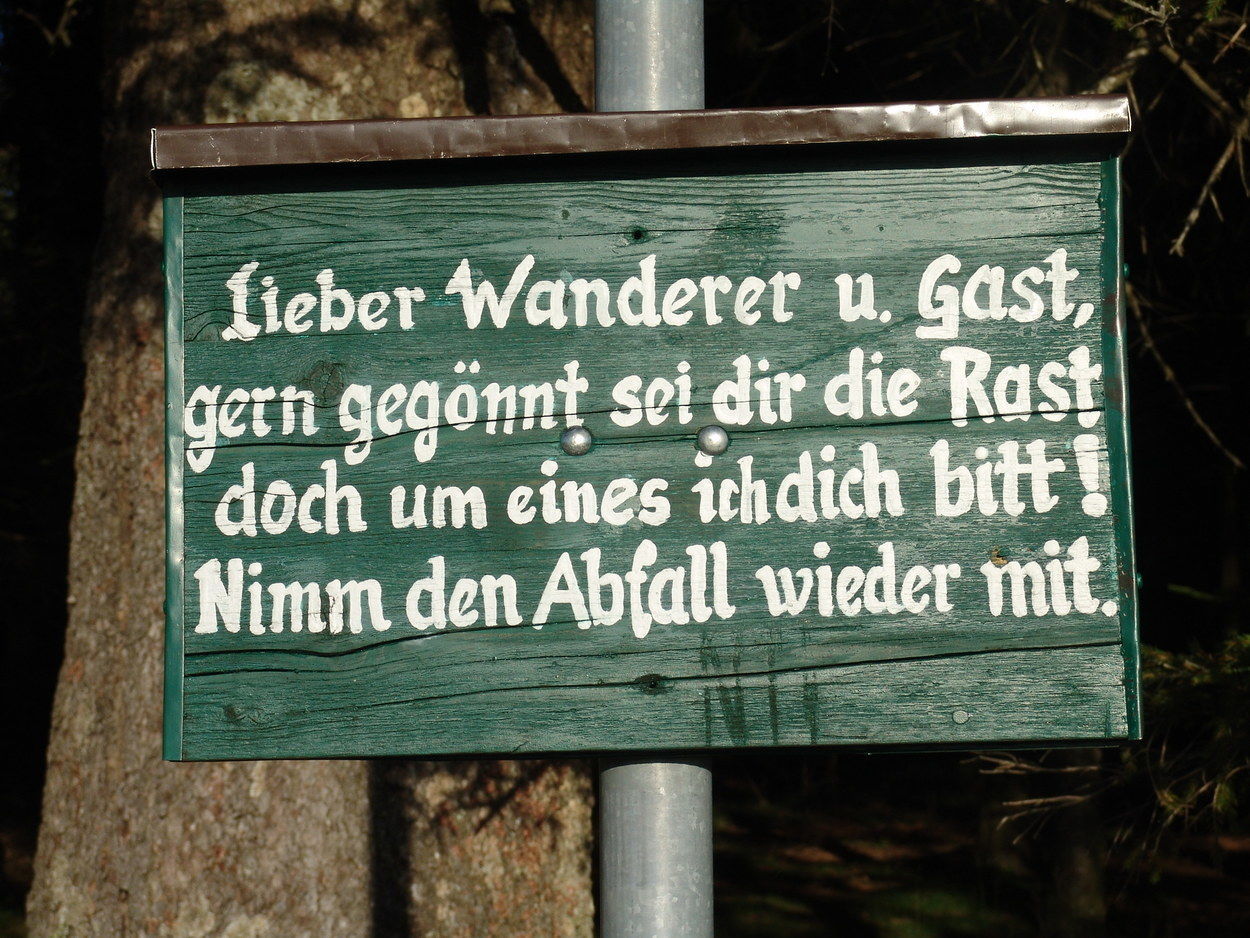 Lieber Wanderer u. Gast,
gern gegönnt sei dir die Rast
doch um eines ich dich bitt!
Nimm den Abfall wieder mit.